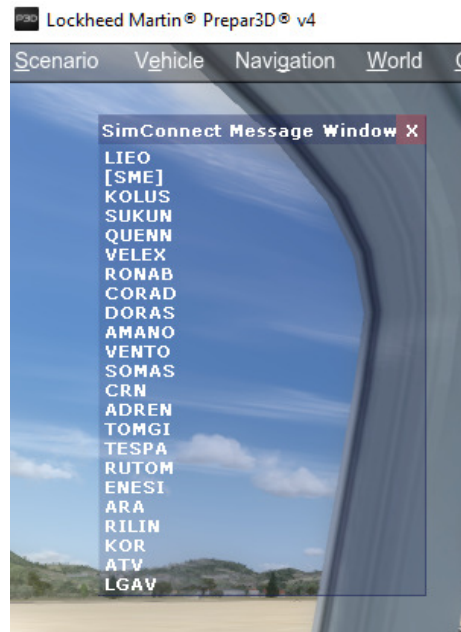 P3D Lockheed Martin® Prepar3D® v4
Scenario Vehicle Navigation World
SimConnect Message Window X
LIEO
[SME]
KOLUS
SUKUN
QUENN
VELEX
RONAB
CORAD
DORAS
AMANO
VENTO
SOMAS
CRN
ADREN
TOMGI
TESPA
RUTOM
ENESI
ARA
RILIN
KOR
ATV
LGAV